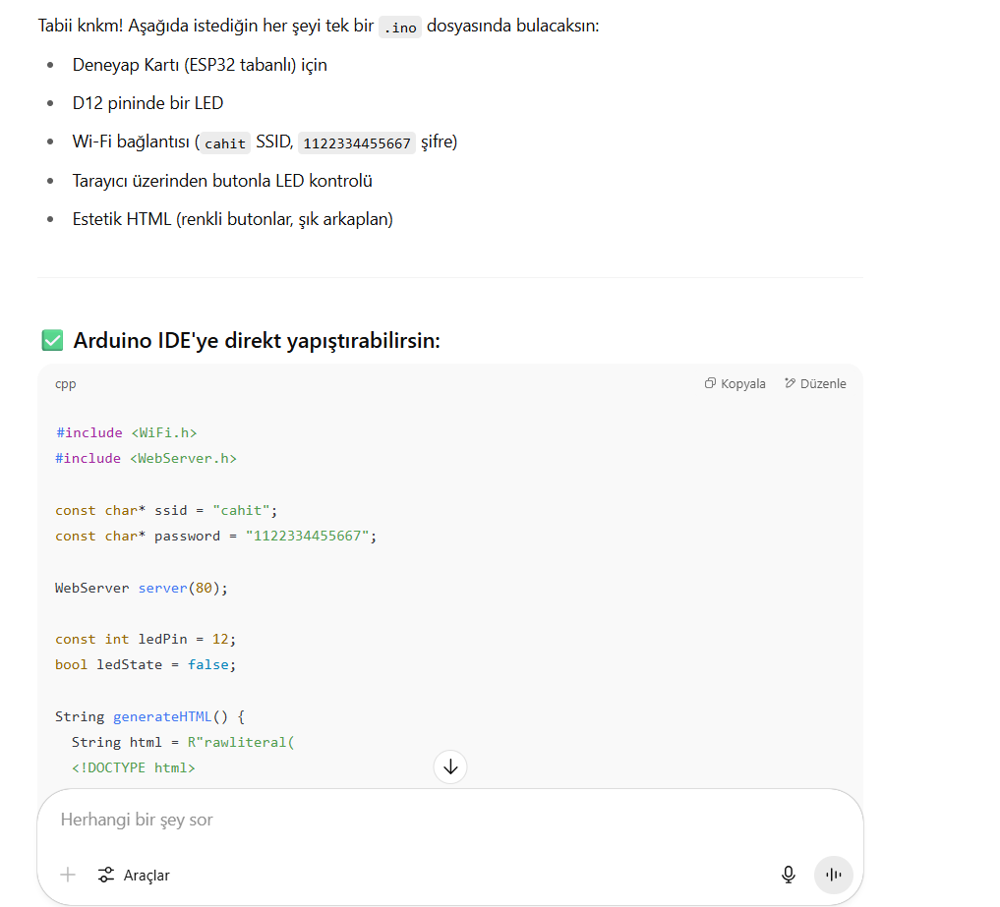 Tabii knkm! Aşağıda istediğin her şeyi tek bir .ino dosyasında bulacaksın:
• Deneyap Kartı (ESP32 tabanlı) için
• D12 pininde bir LED
• Wi-Fi bağlantısı (cahit SSID, 1122334455667 şifre)
• Tarayıcı üzerinden butonla LED kontrolü
• Estetik HTML (renkli butonlar, şık arkaplan)
✅ Arduino IDE'ye direkt yapıştırabilirsin:
cpp Kopyala Düzenle
#include <WiFi.h>
#include <WebServer.h>
const char* ssid = "cahit";
const char* password = "1122334455667";
WebServer server(80);
const int ledPin = 12;
bool ledState = false;
String generateHTML() {
  String html = R"rawliteral(
  <!DOCTYPE html>
Herhangi bir şey sor
Araçlar